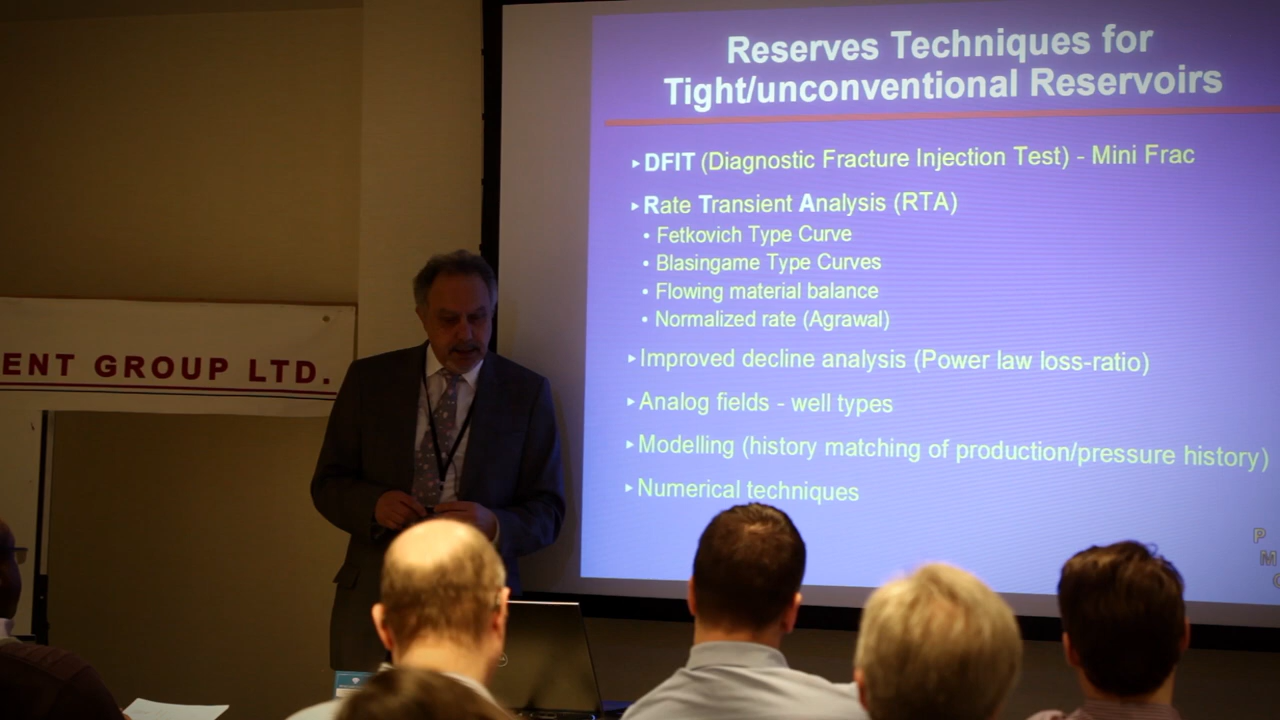 Reserves Techniques for
Tight/unconventional Reservoirs
▸DFIT (Diagnostic Fracture Injection Test) - Mini Frac
▸Rate Transient Analysis (RTA)
• Fetkovich Type Curve
• Blasingame Type Curves
• Flowing material balance
• Normalized rate (Agrawal)
▸Improved decline analysis (Power law loss-ratio)
▸Analog fields - well types
▸Modelling (history matching of production/pressure history)
▸Numerical techniques
P
M
ENT GROUP LTD.